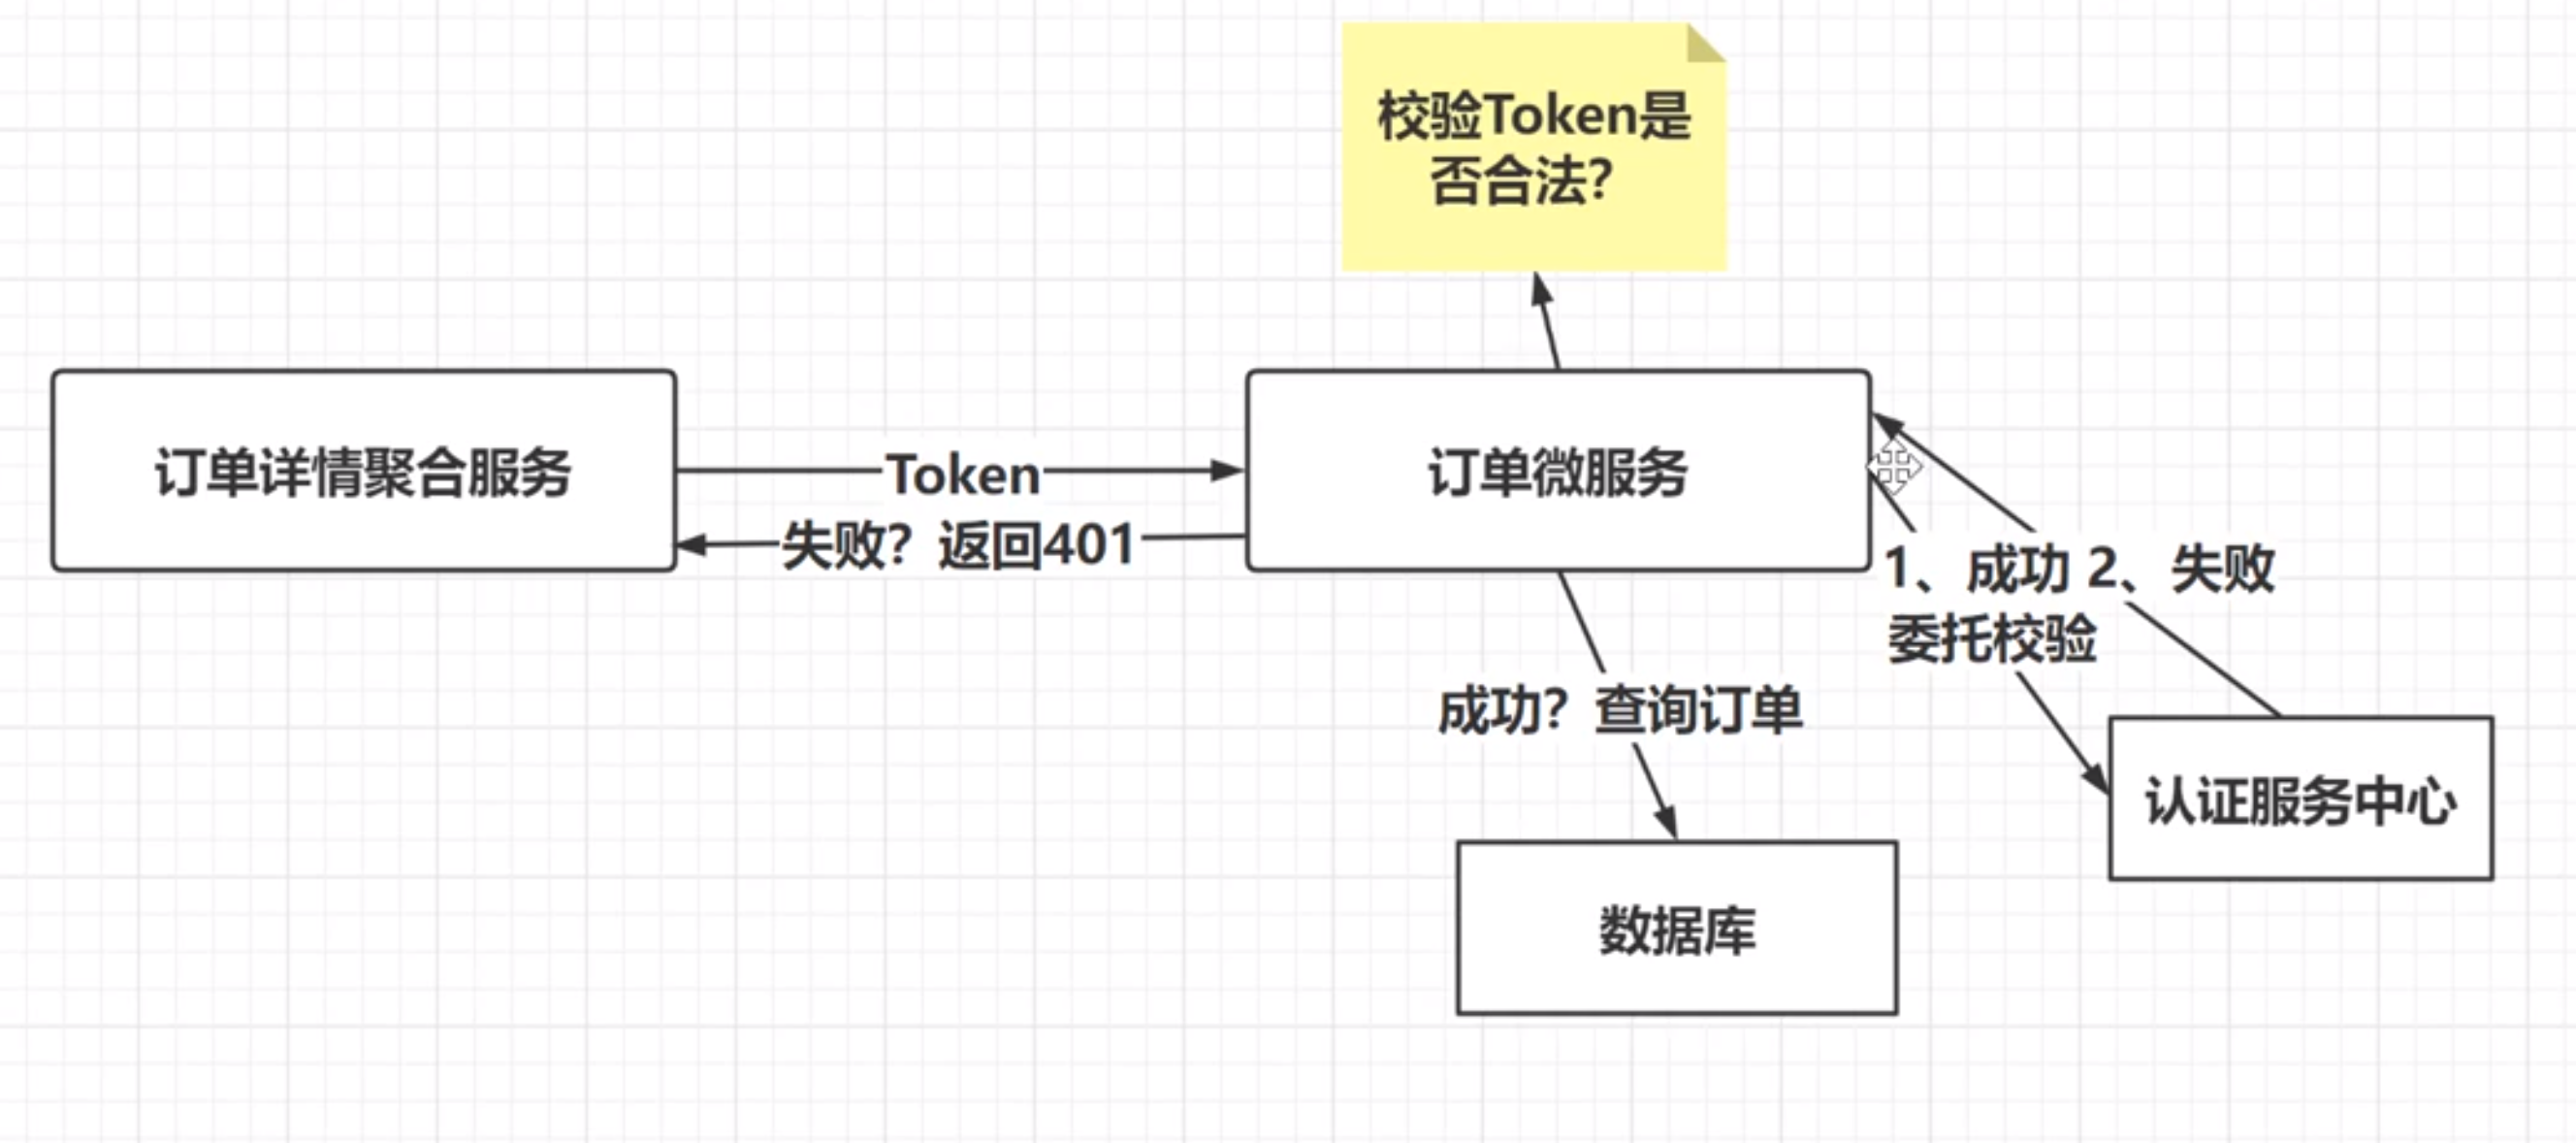 校验Token是
否合法？
订单详情聚合服务
Token
失败？返回401
订单微服务
1、成功 2、失败
委托校验
成功？查询订单
认证服务中心
数据库